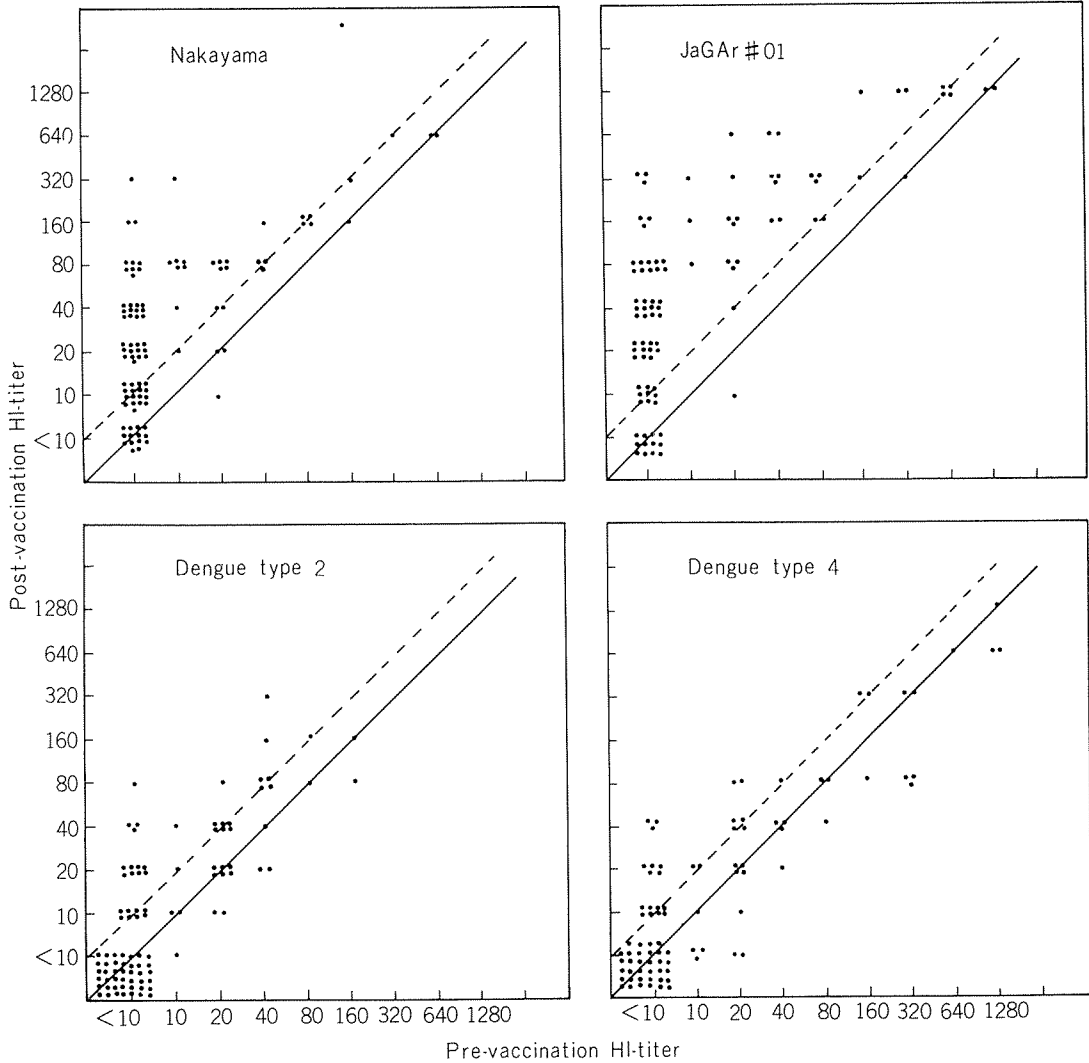 Nakayama
JaGAr #01
1280
640
320
160
80
40
20
10
<10
Post-vaccination HI-titer
Dengue type 2
Dengue type 4
1280
640
320
160
80
40
20
10
<10
<10 10 20 40 80 160 320 640 1280
<10 10 20 40 80 160 320 640 1280
Pre-vaccination HI-titer